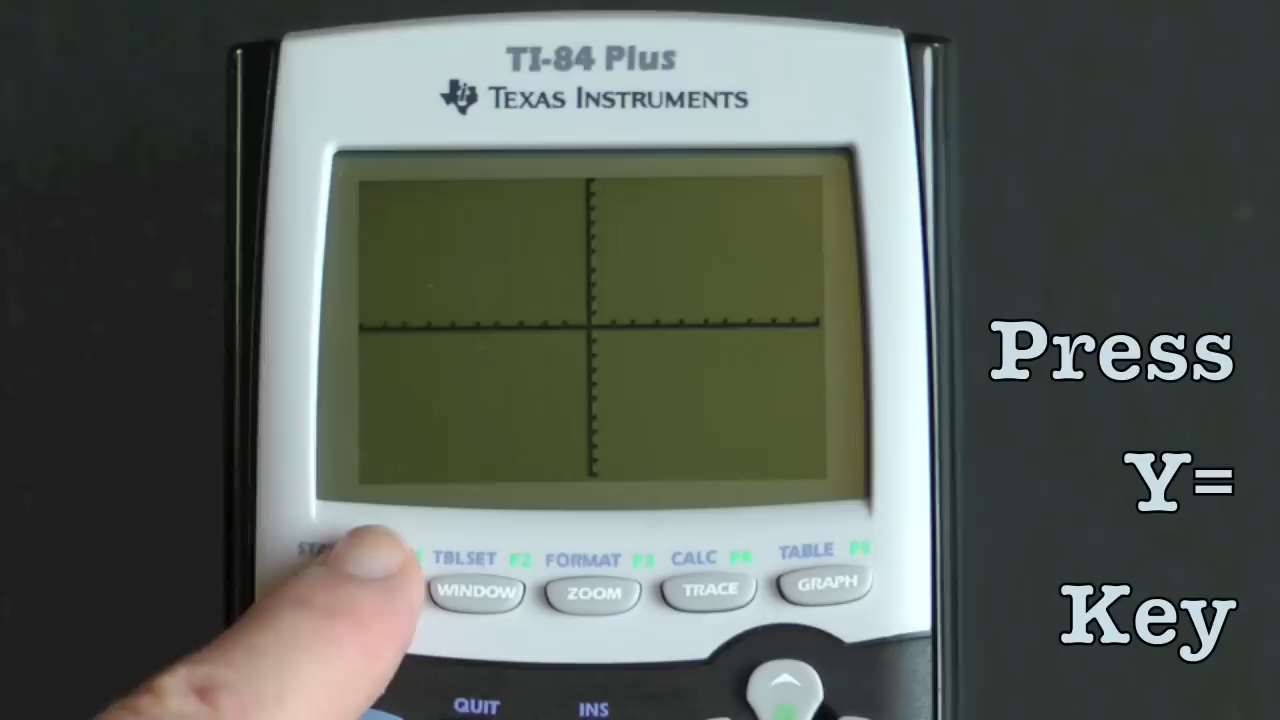 TI-84 Plus
TEXAS INSTRUMENTS
TBLSET F2 FORMAT F3 CALC F4 TABLE F5
WINDOW ZOOM TRACE GRAPH
QUIT INS
Press
Y=
Key